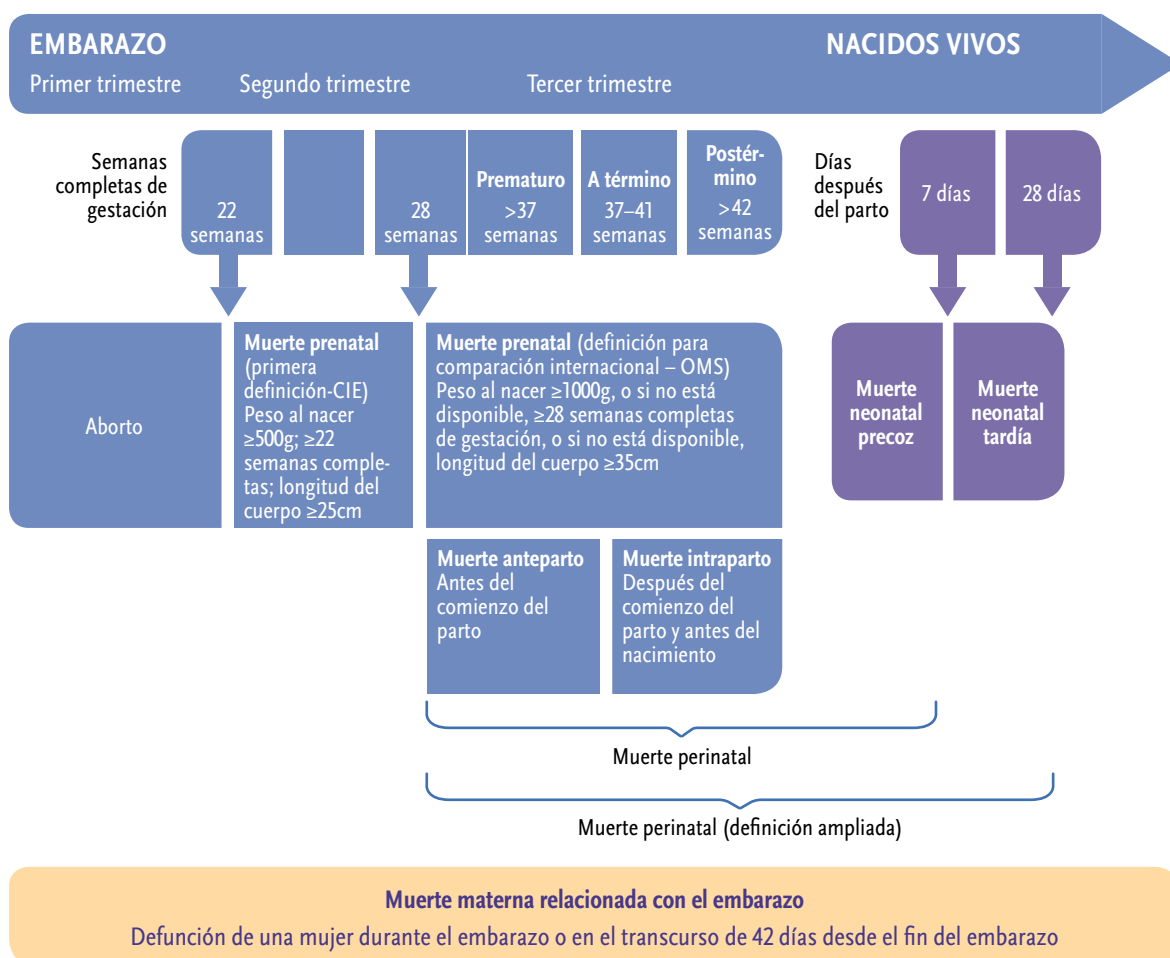 EMBARAZO
NACIDOS VIVOS
Primer trimestre
Segundo trimestre
Tercer trimestre
Semanas
completas de
gestación
22
semanas
28
semanas
Prematuro
>37
semanas
A término
37–41
semanas
Postér-
mino
>42
semanas
Días
después
del parto
7 días
28 días
Aborto
Muerte prenatal
(primera
definición-CIE)
Peso al nacer
≥500g; ≥22
semanas comple-
tas; longitud del
cuerpo ≥25cm
Muerte prenatal (definición para
comparación internacional – OMS)
Peso al nacer ≥1000g, o si no está
disponible, ≥28 semanas completas
de gestación, o si no está disponible,
longitud del cuerpo ≥35cm
Muerte
neonatal
precoz
Muerte
neonatal
tardía
Muerte anteparto
Antes del
comienzo del
parto
Muerte intraparto
Después del
comienzo del
parto y antes del
nacimiento
Muerte perinatal
Muerte perinatal (definición ampliada)
Muerte materna relacionada con el embarazo
Defunción de una mujer durante el embarazo o en el transcurso de 42 días desde el fin del embarazo